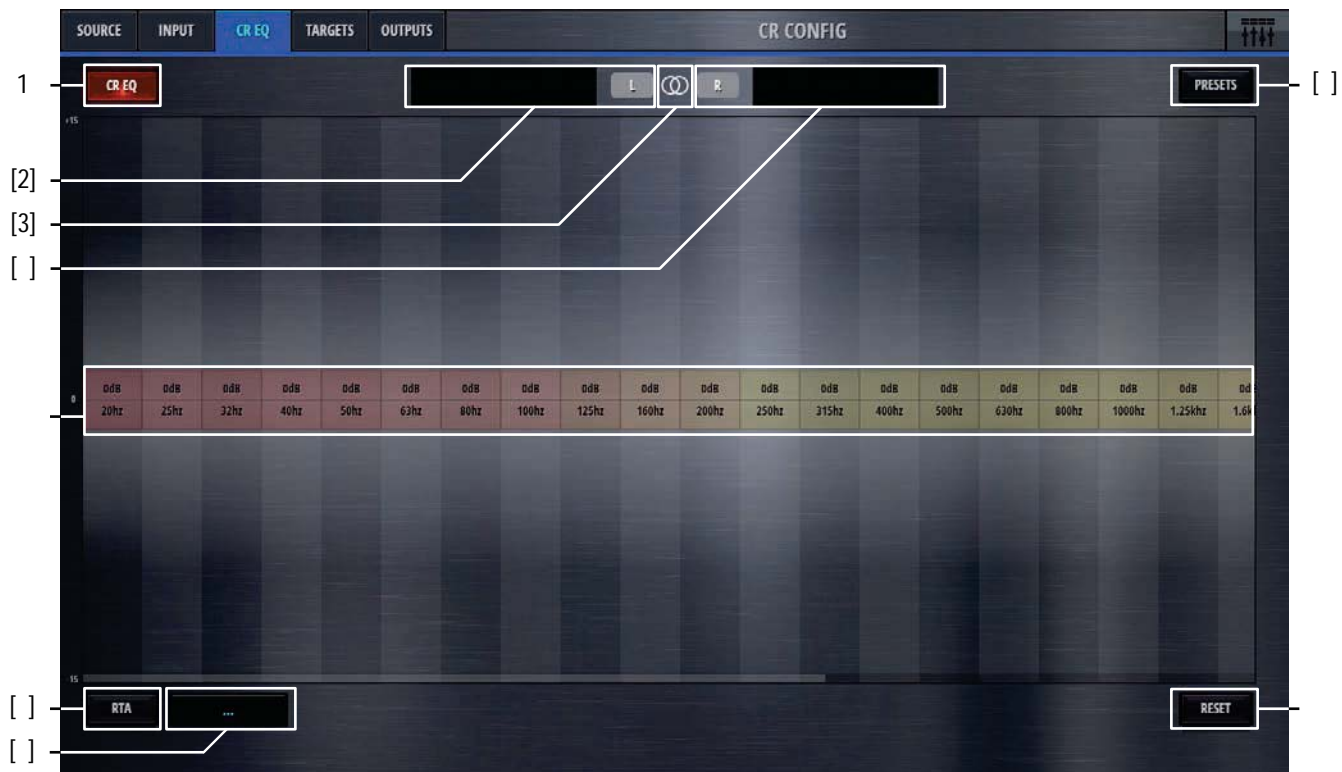 SOURCE INPUT CR EQ TARGETS OUTPUTS CR CONFIG
1 CR EQ L R PRESETS [ ]
+15
[2]
[3]
[ ]
0dB 0dB 0dB 0dB 0dB 0dB 0dB 0dB 0dB 0dB 0dB 0dB 0dB 0dB 0dB 0dB 0dB 0dB 0dB 0d
0
20hz 25hz 32hz 40hz 50hz 63hz 80hz 100hz 125hz 160hz 200hz 250hz 315hz 400hz 500hz 630hz 800hz 1000hz 1.25khz 1.6k
15
[ ] RTA ... RESET
[ ]